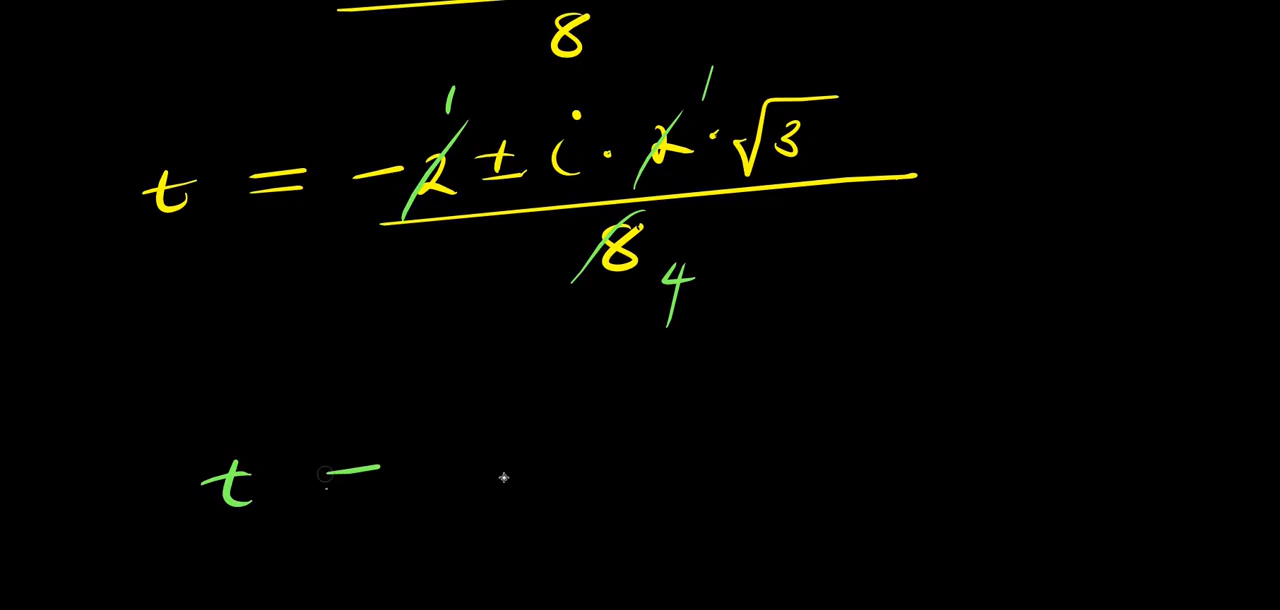 8
1 1
t = -2 ± i · 2 · √3
8 4
t -